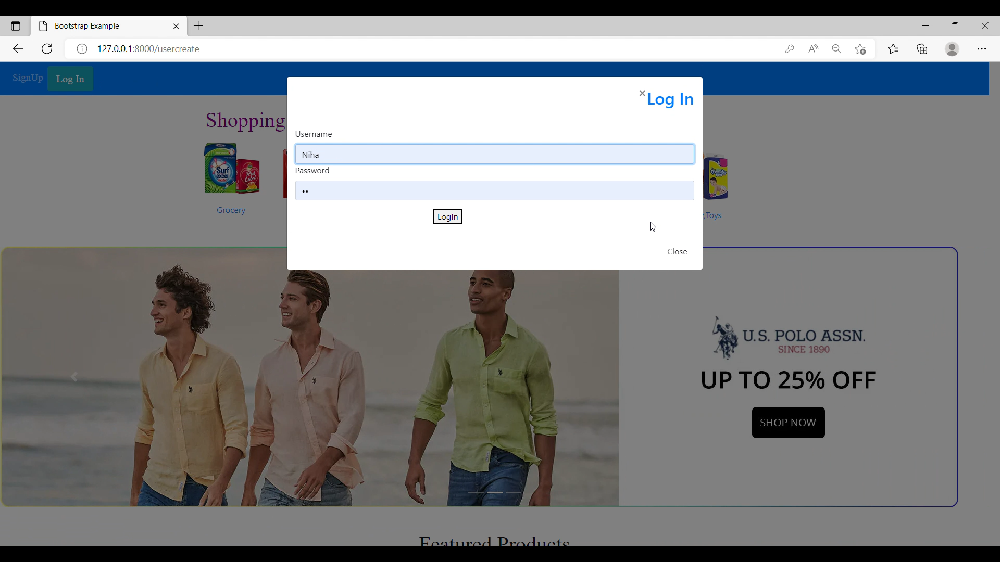 Bootstrap Example
127.0.0.1:8000/usercreate
SignUp
Log In
×Log In
Shopping
Username
Niha
Password
LogIn
Close
Surf
excel
Red
Label
Grocery
,Toys
U.S. POLO ASSN.
SINCE 1890
UP TO 25% OFF
SHOP NOW
Featured Products